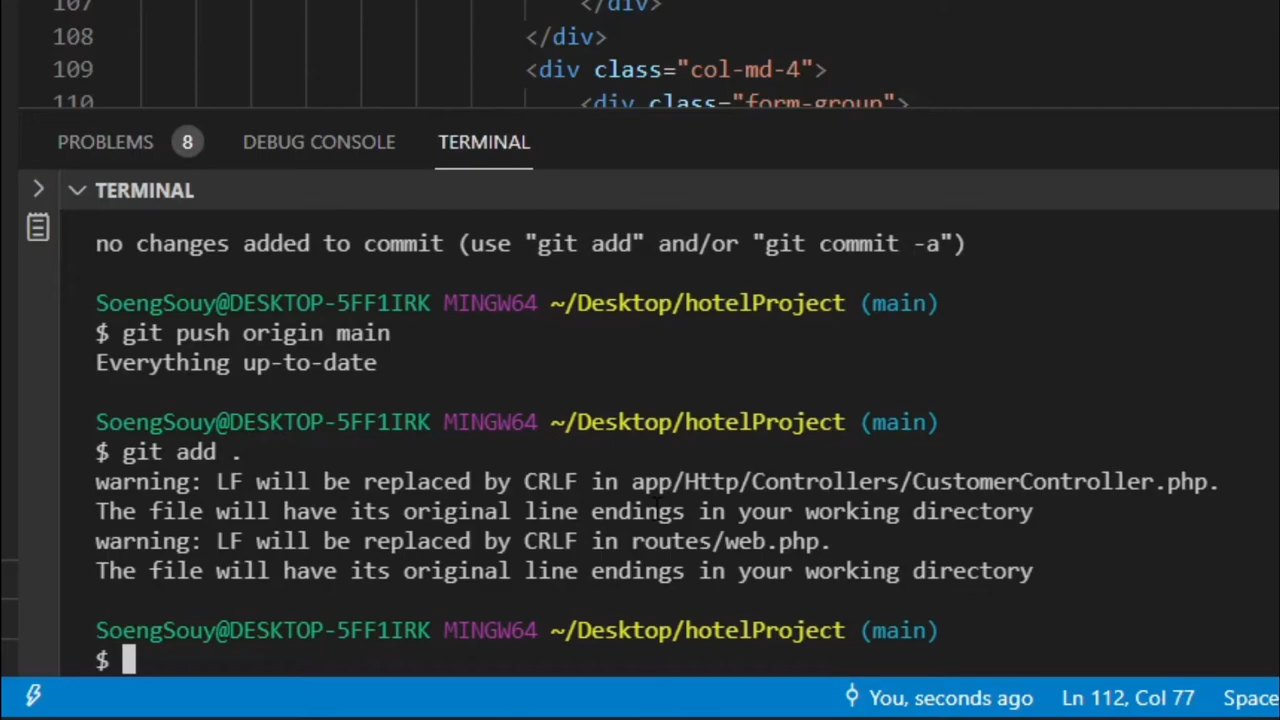 107 </div>
108 </div>
109 <div class="col-md-4">
110 <div class="form-group">
PROBLEMS 8 DEBUG CONSOLE TERMINAL
TERMINAL
no changes added to commit (use "git add" and/or "git commit -a")
SoengSouy@DESKTOP-5FF1IRK MINGW64 ~/Desktop/hotelProject (main)
$ git push origin main
Everything up-to-date
SoengSouy@DESKTOP-5FF1IRK MINGW64 ~/Desktop/hotelProject (main)
$ git add .
warning: LF will be replaced by CRLF in app/Http/Controllers/CustomerController.php.
The file will have its original line endings in your working directory
warning: LF will be replaced by CRLF in routes/web.php.
The file will have its original line endings in your working directory
SoengSouy@DESKTOP-5FF1IRK MINGW64 ~/Desktop/hotelProject (main)
$
You, seconds ago Ln 112, Col 77 Space